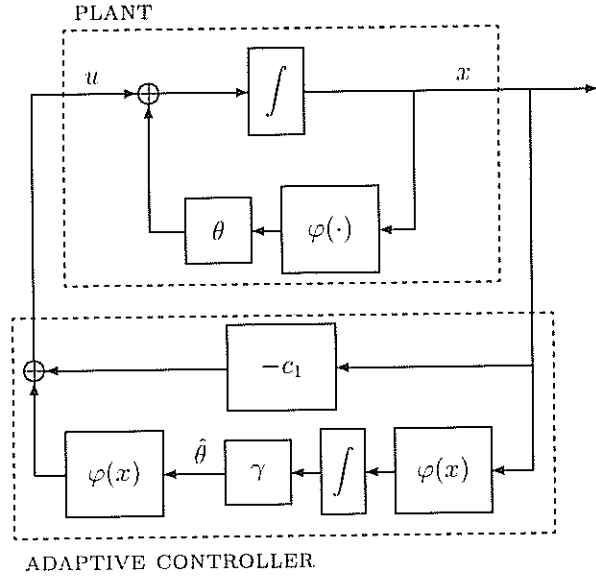 PLANT
u
∫
x
θ
φ(·)
−c₁
φ(x)
θ̂
γ
∫
φ(x)
ADAPTIVE CONTROLLER